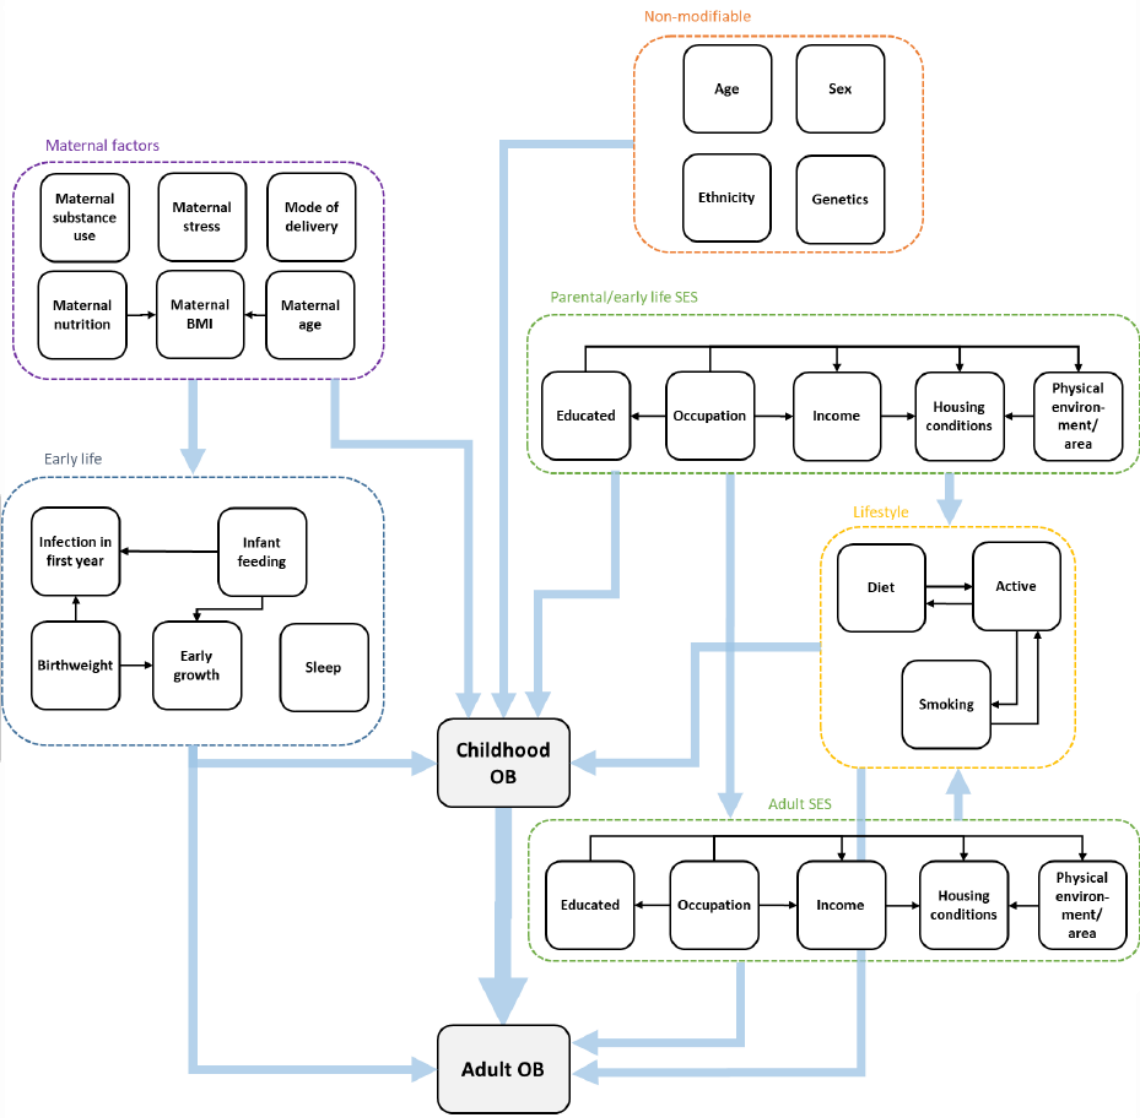 Non-modifiable
Age
Sex
Ethnicity
Genetics
Maternal factors
Maternal
substance
use
Maternal
stress
Mode of
delivery
Maternal
nutrition
Maternal
BMI
Maternal
age
Parental/early life SES
Educated
Occupation
Income
Housing
conditions
Physical
environ-
ment/
area
Early life
Infection in
first year
Infant
feeding
Birthweight
Early
growth
Sleep
Lifestyle
Diet
Active
Smoking
Childhood
OB
Adult SES
Educated
Occupation
Income
Housing
conditions
Physical
environ-
ment/
area
Adult OB